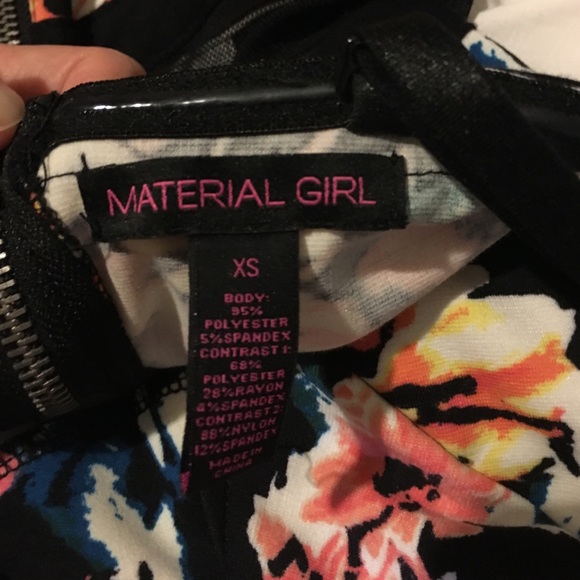 MATERIAL GIRL
XS
BODY:
95%
POLYESTER
5%SPANDEX
CONTRAST 1:
68%
POLYESTER
28%RAYON
4%SPANDEX
CONTRAST 2:
88%NYLON
12%SPANDEX
MADE IN
CHINA